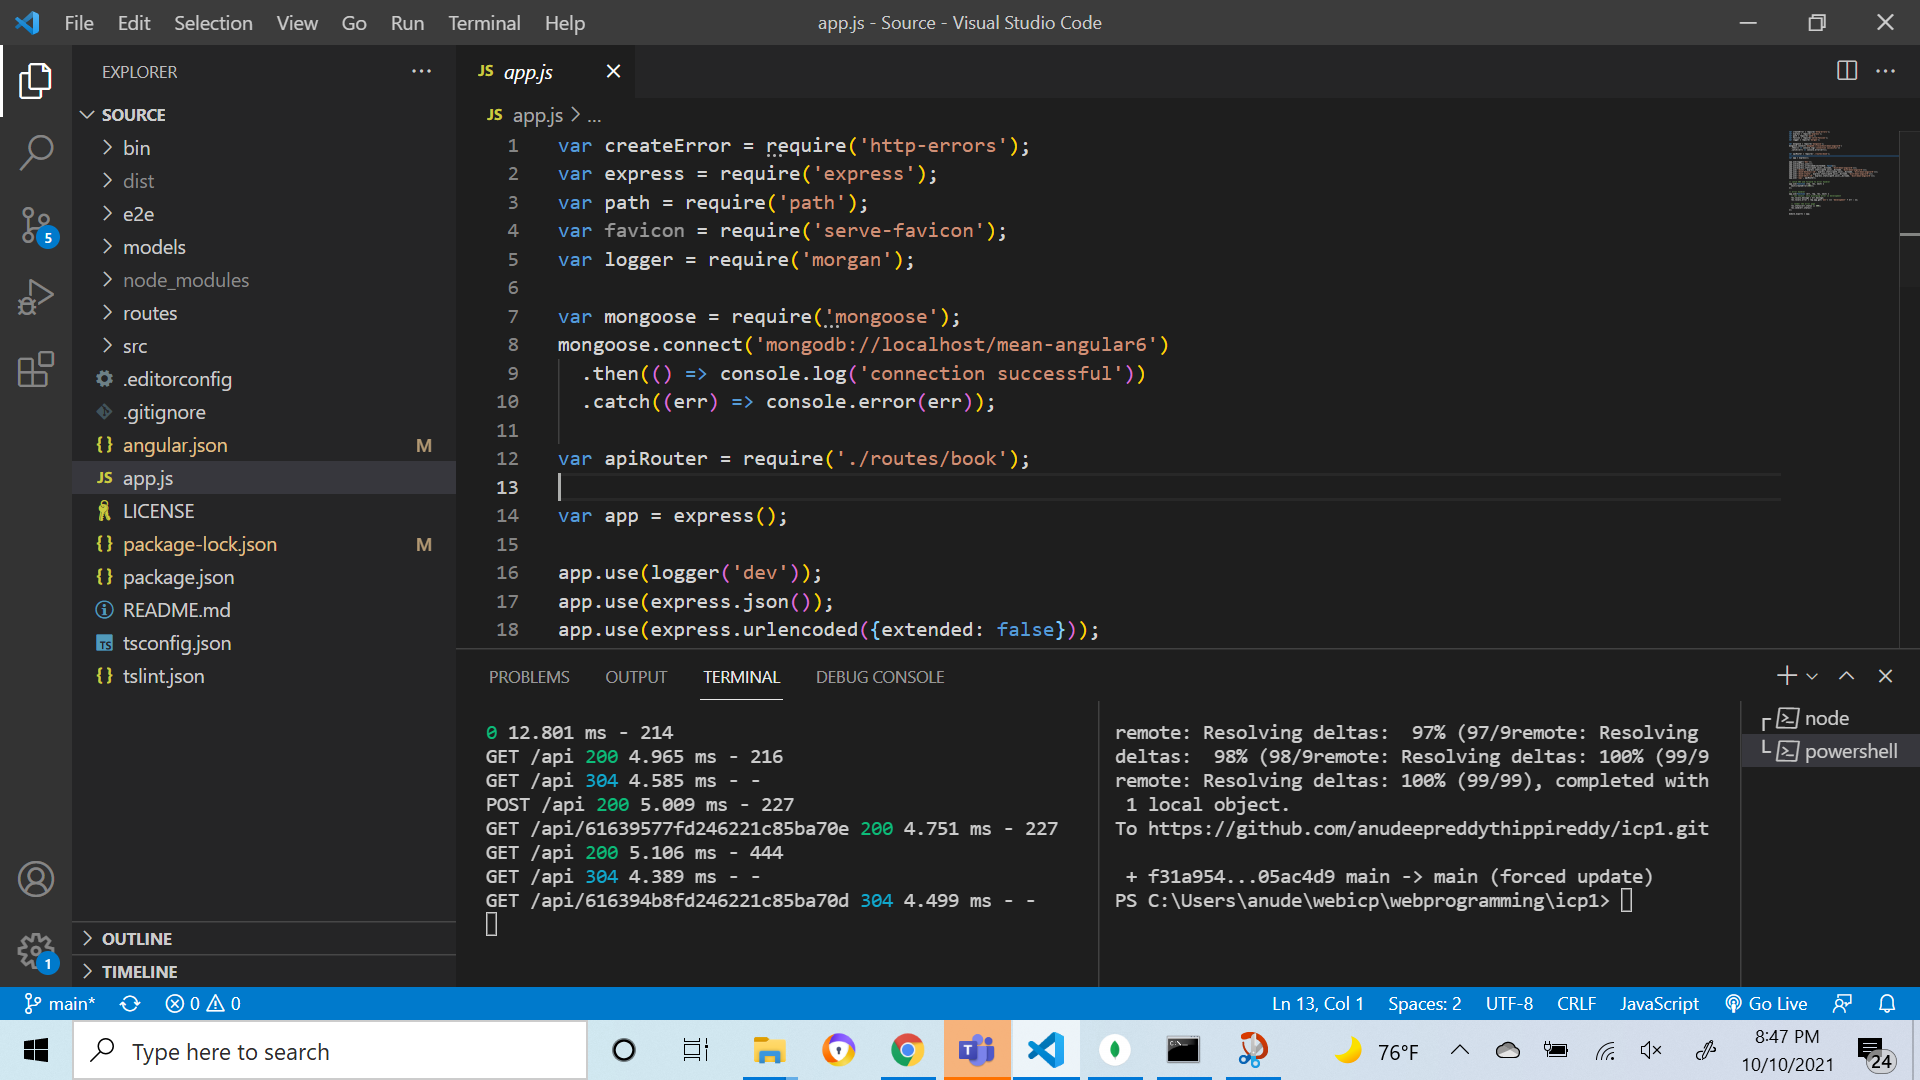 File Edit Selection View Go Run Terminal Help
app.js - Source - Visual Studio Code
EXPLORER
SOURCE
bin
dist
e2e
models
node_modules
routes
src
.editorconfig
.gitignore
angular.json M
app.js
LICENSE
package-lock.json M
package.json
README.md
tsconfig.json
tslint.json
OUTLINE
TIMELINE
5
1
JS app.js
JS app.js > ...
1 var createError = require('http-errors');
2 var express = require('express');
3 var path = require('path');
4 var favicon = require('serve-favicon');
5 var logger = require('morgan');
6
7 var mongoose = require('mongoose');
8 mongoose.connect('mongodb://localhost/mean-angular6')
9 .then(() => console.log('connection successful'))
10 .catch((err) => console.error(err));
11
12 var apiRouter = require('./routes/book');
13
14 var app = express();
15
16 app.use(logger('dev'));
17 app.use(express.json());
18 app.use(express.urlencoded({extended: false}));
PROBLEMS OUTPUT TERMINAL DEBUG CONSOLE
0 12.801 ms - 214
GET /api 200 4.965 ms - 216
GET /api 304 4.585 ms - -
POST /api 200 5.009 ms - 227
GET /api/61639577fd246221c85ba70e 200 4.751 ms - 227
GET /api 200 5.106 ms - 444
GET /api 304 4.389 ms - -
GET /api/616394b8fd246221c85ba70d 304 4.499 ms - -
remote: Resolving deltas:  97% (97/9remote: Resolving
deltas:  98% (98/9remote: Resolving deltas: 100% (99/9
remote: Resolving deltas: 100% (99/99), completed with
1 local object.
To https://github.com/anudeepreddythippireddy/icp1.git
+ f31a954...05ac4d9 main -> main (forced update)
PS C:\Users\anude\webicp\webprogramming\icp1>
node
powershell
main* 0 0
Ln 13, Col 1 Spaces: 2 UTF-8 CRLF JavaScript Go Live
Type here to search
76°F
8:47 PM
10/10/2021
24